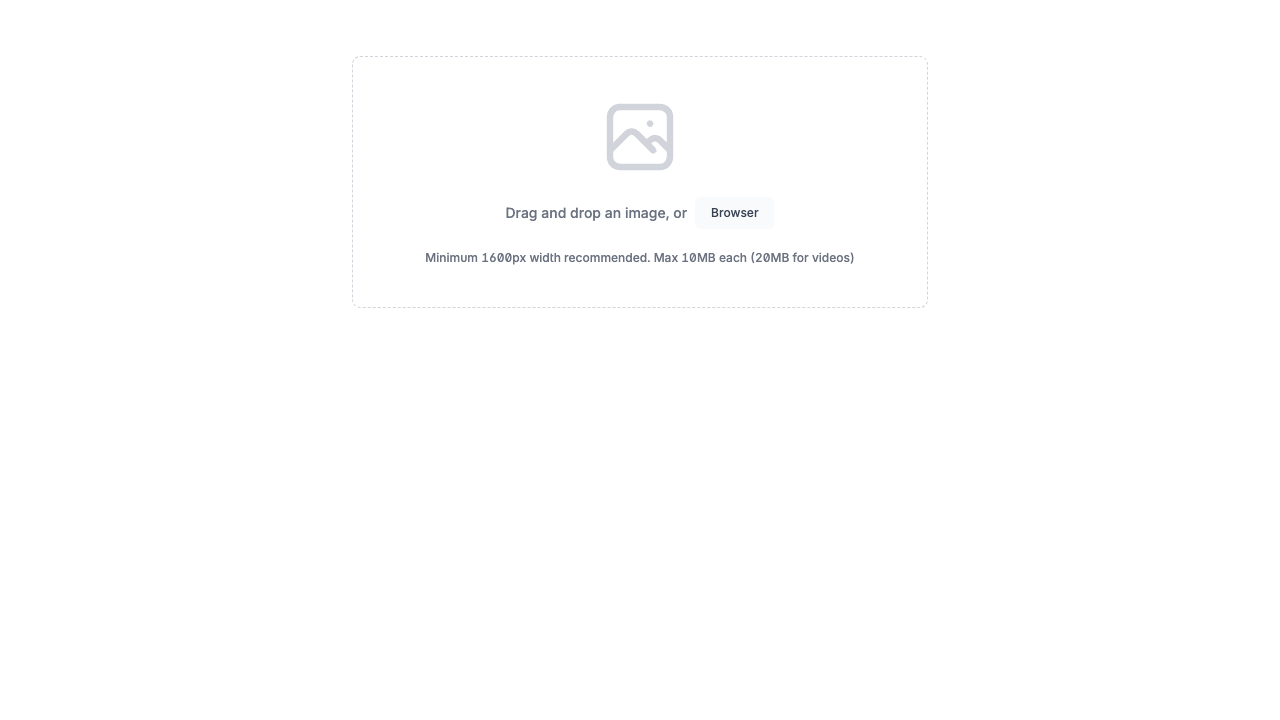 Drag and drop an image, or Browser
Minimum 1600px width recommended. Max 10MB each (20MB for videos)